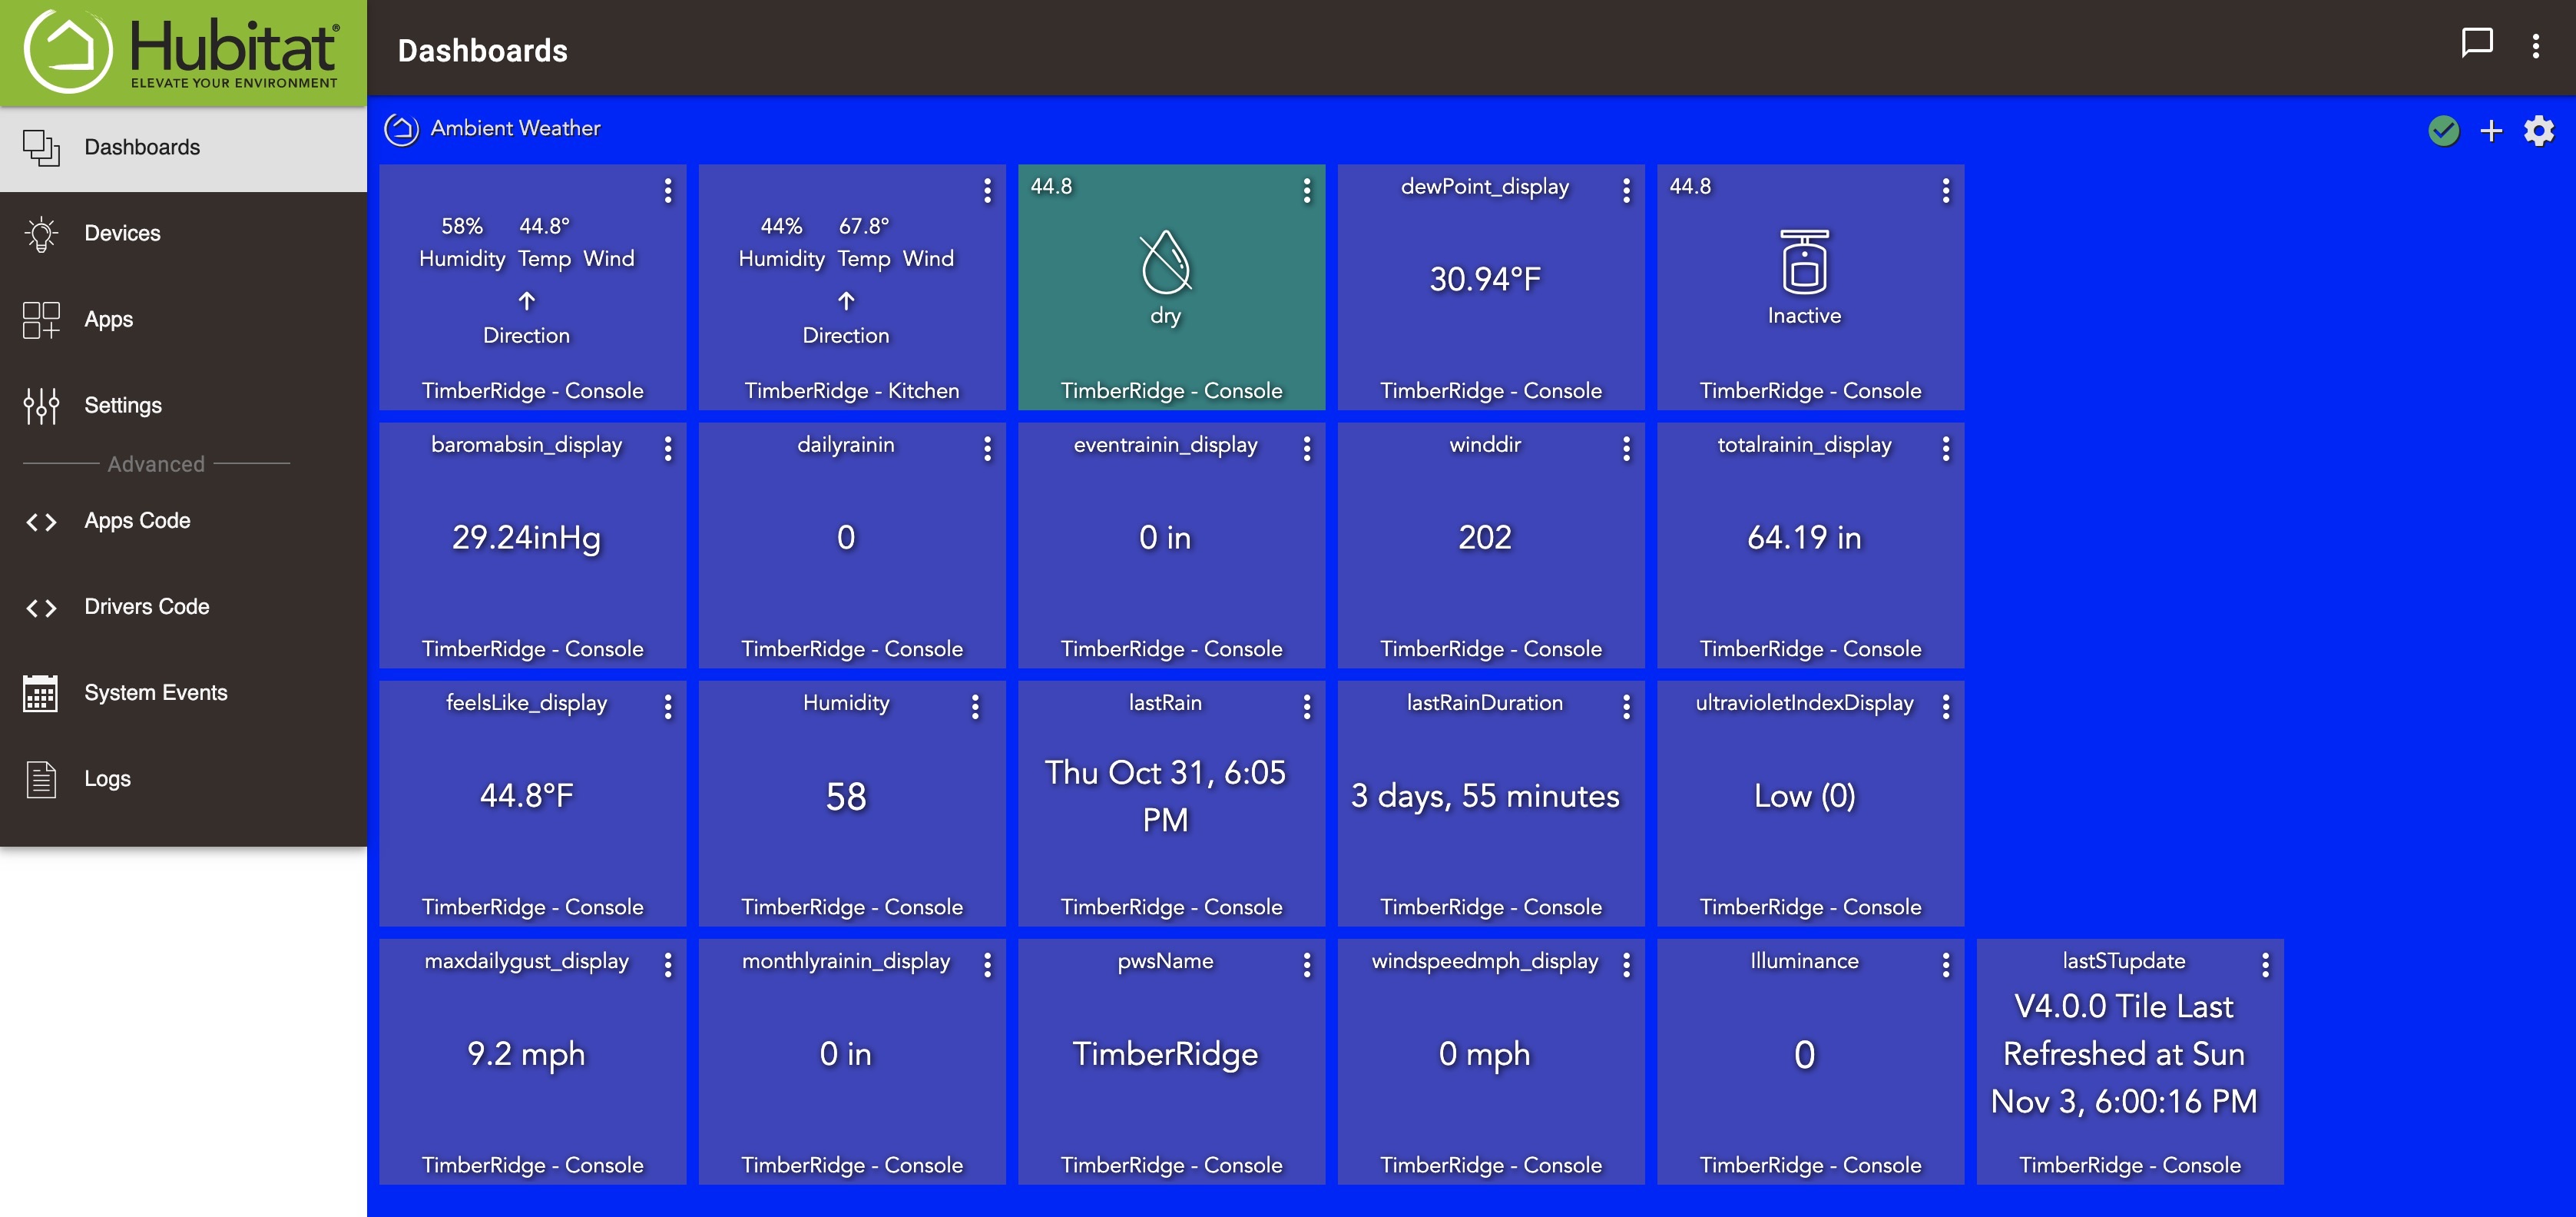 Hubitat®
ELEVATE YOUR ENVIRONMENT
Dashboards
Dashboards
Devices
Apps
Settings
Advanced
Apps Code
Drivers Code
System Events
Logs
Ambient Weather
58% 44.8°
Humidity Temp Wind
Direction
TimberRidge - Console
44% 67.8°
Humidity Temp Wind
Direction
TimberRidge - Kitchen
44.8
dry
TimberRidge - Console
dewPoint_display
30.94°F
TimberRidge - Console
44.8
Inactive
TimberRidge - Console
baromabsin_display
29.24inHg
TimberRidge - Console
dailyrainin
0
TimberRidge - Console
eventrainin_display
0 in
TimberRidge - Console
winddir
202
TimberRidge - Console
totalrainin_display
64.19 in
TimberRidge - Console
feelsLike_display
44.8°F
TimberRidge - Console
Humidity
58
TimberRidge - Console
lastRain
Thu Oct 31, 6:05
PM
TimberRidge - Console
lastRainDuration
3 days, 55 minutes
TimberRidge - Console
ultravioletIndexDisplay
Low (0)
TimberRidge - Console
maxdailygust_display
9.2 mph
TimberRidge - Console
monthlyrainin_display
0 in
TimberRidge - Console
pwsName
TimberRidge
TimberRidge - Console
windspeedmph_display
0 mph
TimberRidge - Console
Illuminance
0
TimberRidge - Console
lastSTupdate
V4.0.0 Tile Last
Refreshed at Sun
Nov 3, 6:00:16 PM
TimberRidge - Console